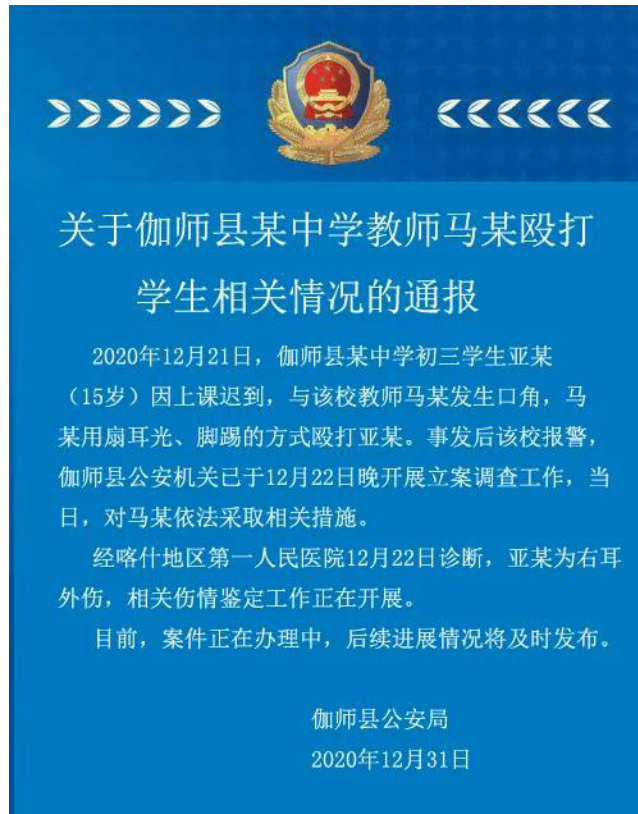 关于伽师县某中学教师马某殴打
学生相关情况的通报
2020年12月21日，伽师县某中学初三学生亚某
（15岁）因上课迟到，与该校教师马某发生口角，马
某用扇耳光、脚踢的方式殴打亚某。事发后该校报警，
伽师县公安机关已于12月22日晚开展立案调查工作，当
日，对马某依法采取相关措施。
经喀什地区第一人民医院12月22日诊断，亚某为右耳
外伤，相关伤情鉴定工作正在开展。
目前，案件正在办理中，后续进展情况将及时发布。
伽师县公安局
2020年12月31日